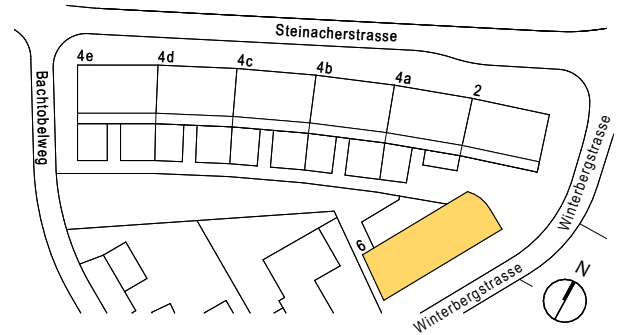 Steinacherstrasse
4e
4d
4c
4b
4a
2
Bachtobelweg
Winterbergstrasse
6
N
Winterbergstrasse